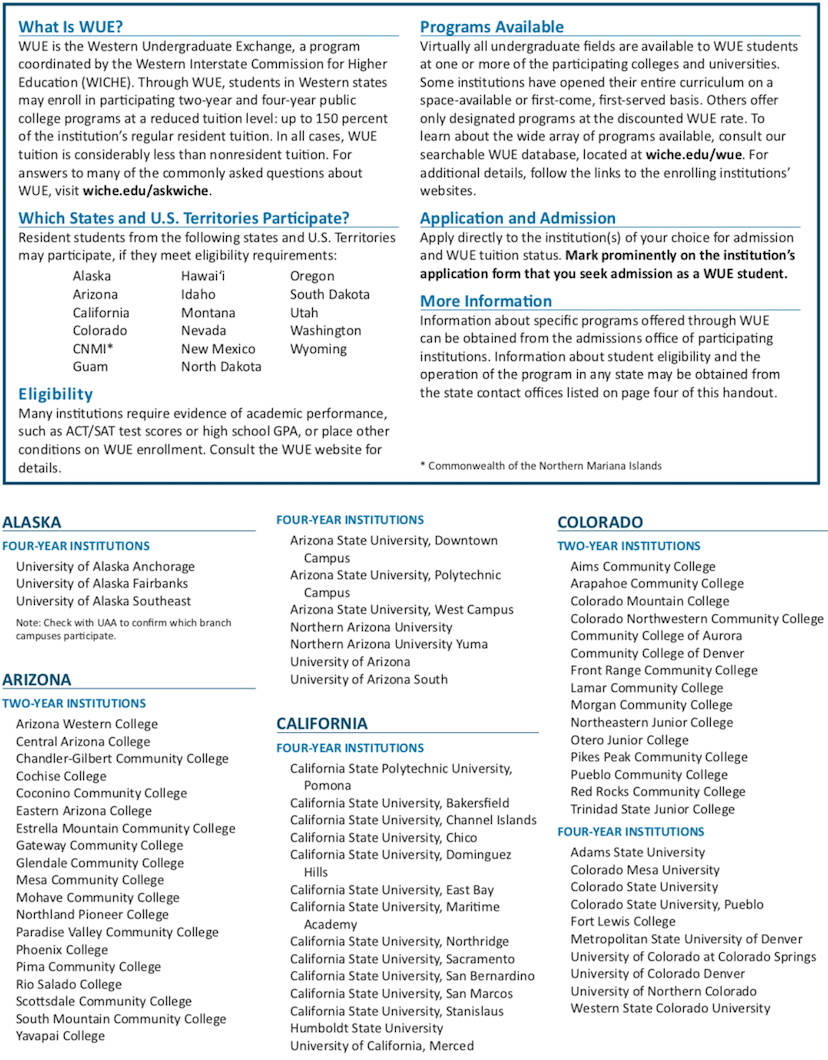 What Is WUE?
WUE is the Western Undergraduate Exchange, a program
coordinated by the Western Interstate Commission for Higher
Education (WICHE). Through WUE, students in Western states
may enroll in participating two-year and four-year public
college programs at a reduced tuition level: up to 150 percent
of the institution's regular resident tuition. In all cases, WUE
tuition is considerably less than nonresident tuition. For
answers to many of the commonly asked questions about
WUE, visit wiche.edu/askwiche.
Which States and U.S. Territories Participate?
Resident students from the following states and U.S. Territories
may participate, if they meet eligibility requirements:
Alaska
Arizona
California
Colorado
CNMI*
Guam
Hawai‘i
Idaho
Montana
Nevada
New Mexico
North Dakota
Oregon
South Dakota
Utah
Washington
Wyoming
Eligibility
Many institutions require evidence of academic performance,
such as ACT/SAT test scores or high school GPA, or place other
conditions on WUE enrollment. Consult the WUE website for
details.
Programs Available
Virtually all undergraduate fields are available to WUE students
at one or more of the participating colleges and universities.
Some institutions have opened their entire curriculum on a
space-available or first-come, first-served basis. Others offer
only designated programs at the discounted WUE rate. To
learn about the wide array of programs available, consult our
searchable WUE database, located at wiche.edu/wue. For
additional details, follow the links to the enrolling institutions'
websites.
Application and Admission
Apply directly to the institution(s) of your choice for admission
and WUE tuition status. Mark prominently on the institution's
application form that you seek admission as a WUE student.
More Information
Information about specific programs offered through WUE
can be obtained from the admissions office of participating
institutions. Information about student eligibility and the
operation of the program in any state may be obtained from
the state contact offices listed on page four of this handout.
* Commonwealth of the Northern Mariana Islands
ALASKA
FOUR-YEAR INSTITUTIONS
University of Alaska Anchorage
University of Alaska Fairbanks
University of Alaska Southeast
Note: Check with UAA to confirm which branch
campuses participate.
ARIZONA
TWO-YEAR INSTITUTIONS
Arizona Western College
Central Arizona College
Chandler-Gilbert Community College
Cochise College
Coconino Community College
Eastern Arizona College
Estrella Mountain Community College
Gateway Community College
Glendale Community College
Mesa Community College
Mohave Community College
Northland Pioneer College
Paradise Valley Community College
Phoenix College
Pima Community College
Rio Salado College
Scottsdale Community College
South Mountain Community College
Yavapai College
FOUR-YEAR INSTITUTIONS
Arizona State University, Downtown
Campus
Arizona State University, Polytechnic
Campus
Arizona State University, West Campus
Northern Arizona University
Northern Arizona University Yuma
University of Arizona
University of Arizona South
CALIFORNIA
FOUR-YEAR INSTITUTIONS
California State Polytechnic University,
Pomona
California State University, Bakersfield
California State University, Channel Islands
California State University, Chico
California State University, Dominguez
Hills
California State University, East Bay
California State University, Maritime
Academy
California State University, Northridge
California State University, Sacramento
California State University, San Bernardino
California State University, San Marcos
California State University, Stanislaus
Humboldt State University
University of California, Merced
COLORADO
TWO-YEAR INSTITUTIONS
Aims Community College
Arapahoe Community College
Colorado Mountain College
Colorado Northwestern Community College
Community College of Aurora
Community College of Denver
Front Range Community College
Lamar Community College
Morgan Community College
Northeastern Junior College
Otero Junior College
Pikes Peak Community College
Pueblo Community College
Red Rocks Community College
Trinidad State Junior College
FOUR-YEAR INSTITUTIONS
Adams State University
Colorado Mesa University
Colorado State University
Colorado State University, Pueblo
Fort Lewis College
Metropolitan State University of Denver
University of Colorado at Colorado Springs
University of Colorado Denver
University of Northern Colorado
Western State Colorado University